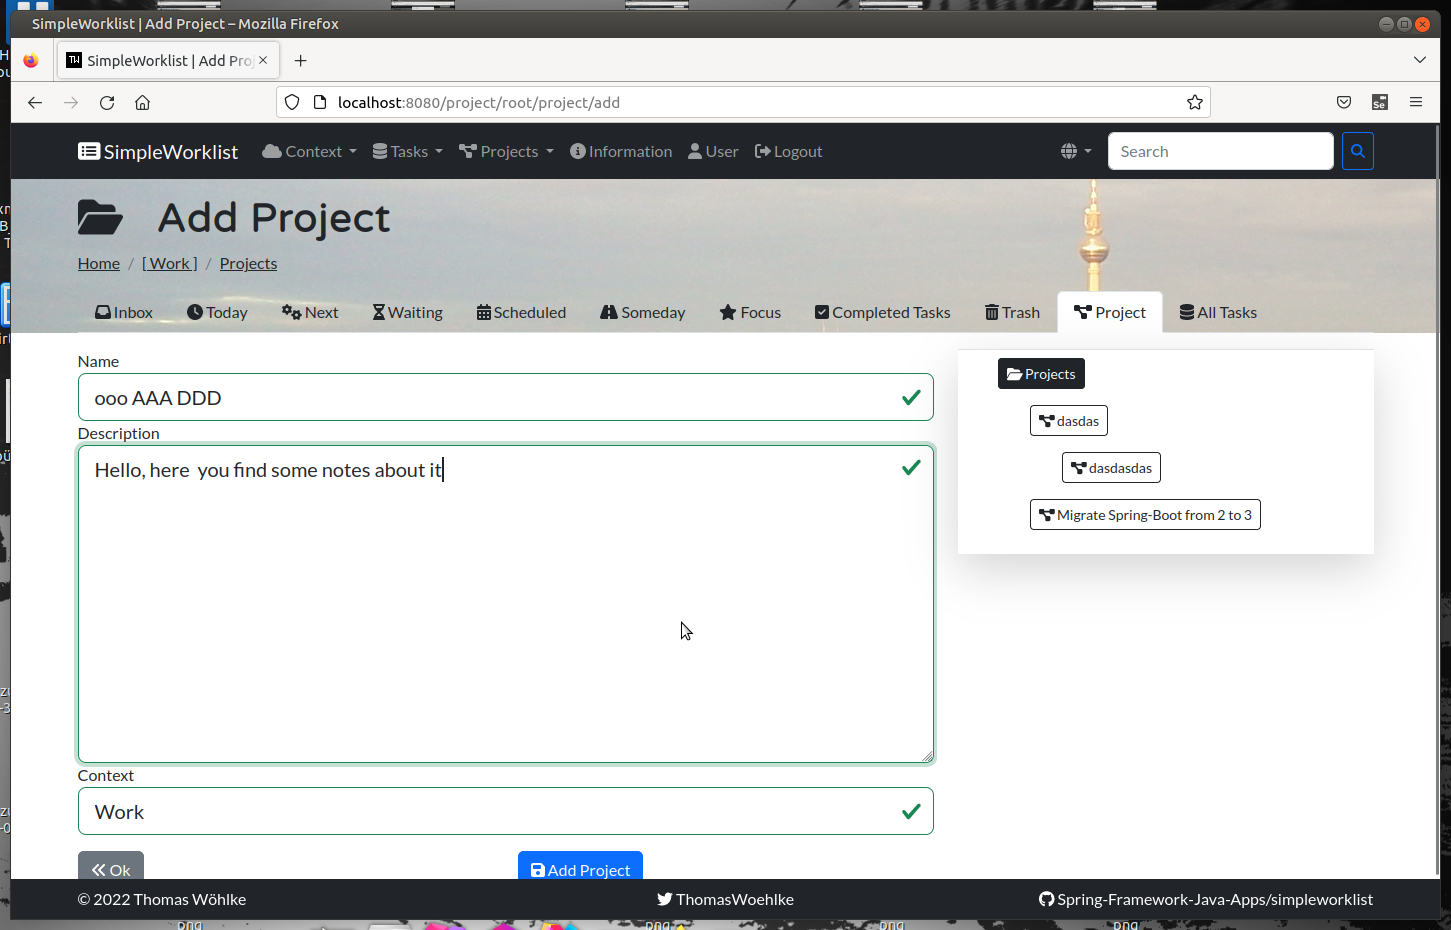 SimpleWorklist | Add Project – Mozilla Firefox
SimpleWorklist | Add Pro
localhost:8080/project/root/project/add
SimpleWorklist Context Tasks Projects Information User Logout Search
Add Project
Home / [ Work ] / Projects
Inbox Today Next Waiting Scheduled Someday Focus Completed Tasks Trash Project All Tasks
Name
ooo AAA DDD
Description
Hello, here  you find some notes about it
Context
Work
Ok Add Project
Projects
dasdas
dasdasdas
Migrate Spring-Boot from 2 to 3
© 2022 Thomas Wöhlke ThomasWoehlke Spring-Framework-Java-Apps/simpleworklist
png png png png